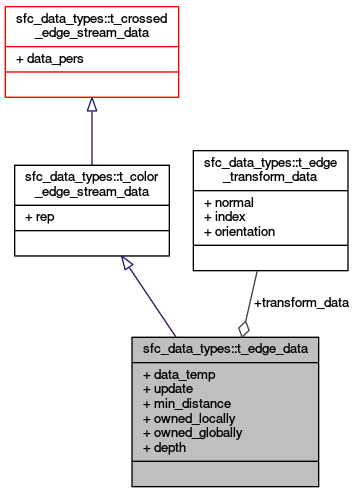 sfc_data_types::t_crossed
_edge_stream_data
+ data_pers
sfc_data_types::t_color
_edge_stream_data
+ rep
sfc_data_types::t_edge
_transform_data
+ normal
+ index
+ orientation
+transform_data
sfc_data_types::t_edge_data
+ data_temp
+ update
+ min_distance
+ owned_locally
+ owned_globally
+ depth